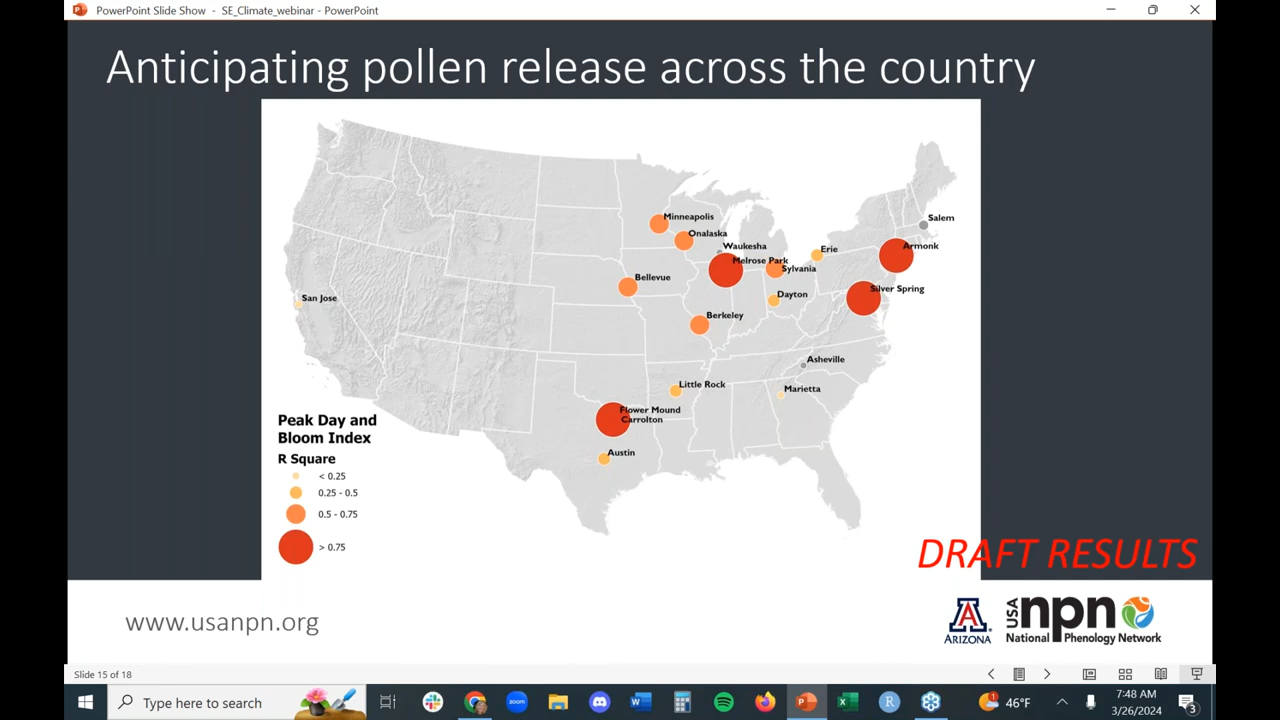 PowerPoint Slide Show - SE_Climate_webinar - PowerPoint
Anticipating pollen release across the country
Minneapolis
Onalaska
Waukesha
Melrose Park
Sylvania
Erie
Salem
Armonk
Bellevue
Dayton
Silver Spring
San Jose
Berkeley
Asheville
Little Rock
Marietta
Flower Mound
Carrolton
Austin
Peak Day and
Bloom Index
R Square
< 0.25
0.25 - 0.5
0.5 - 0.75
> 0.75
DRAFT RESULTS
www.usanpn.org
A
ARIZONA
USA
npn
National Phenology Network
Slide 15 of 18
Type here to search
zoom
W
P
X
R
1
46°F
7:48 AM
3/26/2024
3